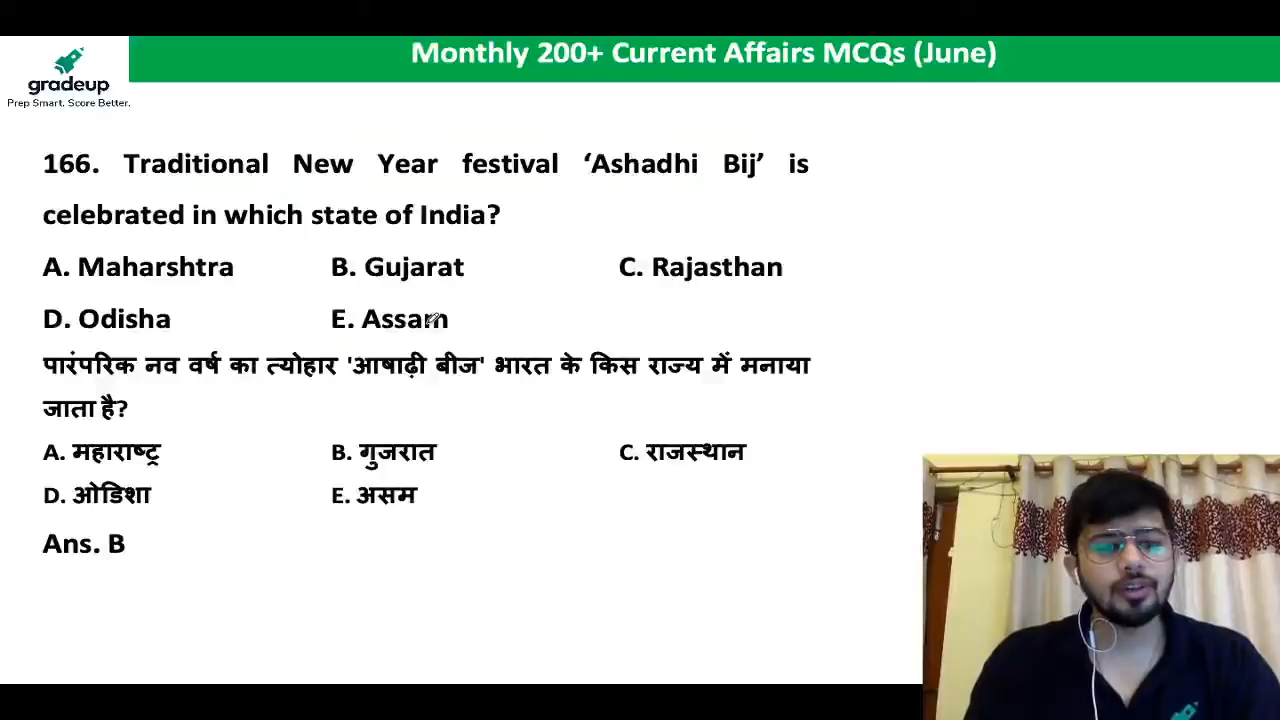 Monthly 200+ Current Affairs MCQs (June)
gradeup
Prep Smart. Score Better.
166. Traditional New Year festival ‘Ashadhi Bij’ is
celebrated in which state of India?
A. Maharshtra B. Gujarat C. Rajasthan
D. Odisha E. Assam
पारंपरिक नव वर्ष का त्योहार 'आषाढ़ी बीज' भारत के किस राज्य में मनाया
जाता है?
A. महाराष्ट्र B. गुजरात C. राजस्थान
D. ओडिशा E. असम
Ans. B